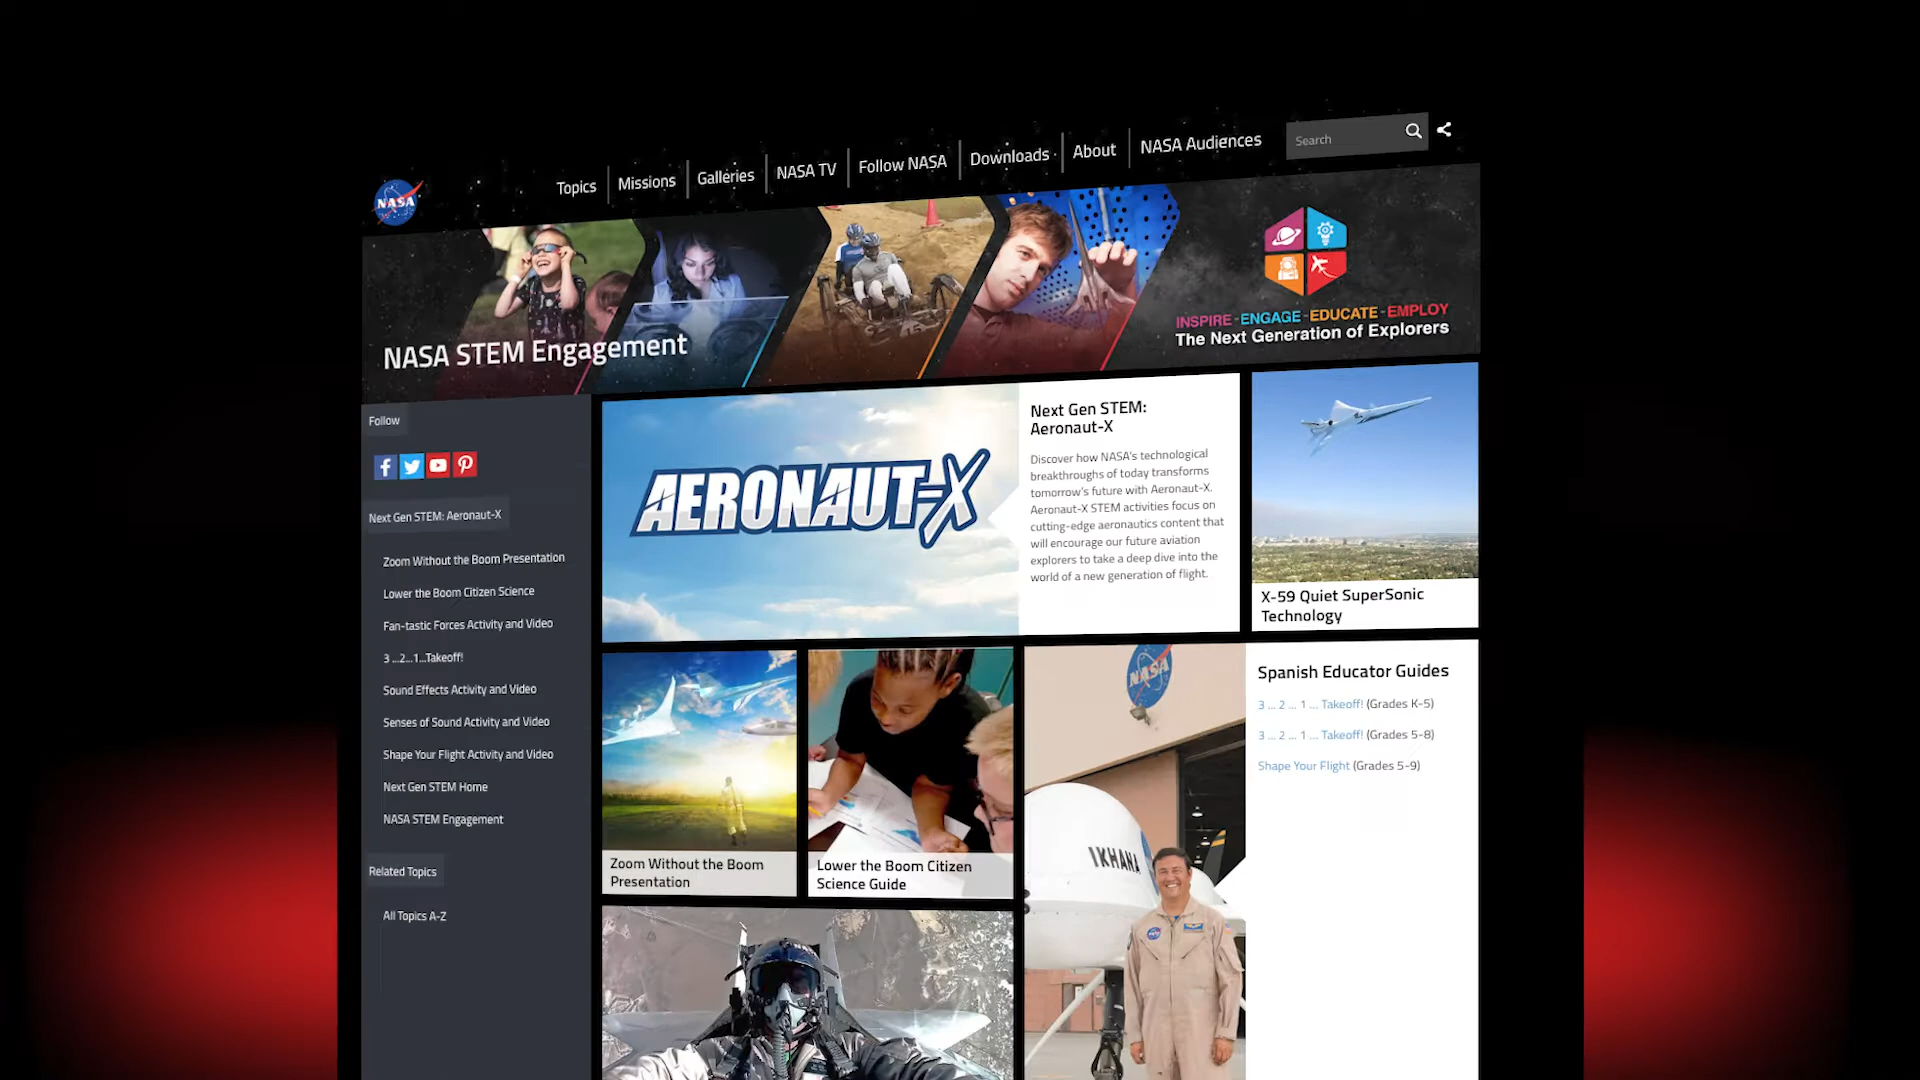 NASA
Topics
Missions
Galleries
NASA TV
Follow NASA
Downloads
About
NASA Audiences
Search
NASA STEM Engagement
INSPIRE - ENGAGE - EDUCATE - EMPLOY
The Next Generation of Explorers
Follow
Next Gen STEM: Aeronaut-X
Zoom Without the Boom Presentation
Lower the Boom Citizen Science
Fan-tastic Forces Activity and Video
3 ...2...1...Takeoff!
Sound Effects Activity and Video
Senses of Sound Activity and Video
Shape Your Flight Activity and Video
Next Gen STEM Home
NASA STEM Engagement
Related Topics
All Topics A-Z
AERONAUT-X
Next Gen STEM:
Aeronaut-X
Discover how NASA's technological
breakthroughs of today transforms
tomorrow's future with Aeronaut-X.
Aeronaut-X STEM activities focus on
cutting-edge aeronautics content that
will encourage our future aviation
explorers to take a deep dive into the
world of a new generation of flight.
X-59 Quiet SuperSonic
Technology
Zoom Without the Boom
Presentation
Lower the Boom Citizen
Science Guide
NASA
IKHANA
Spanish Educator Guides
3 ... 2 ... 1 ... Takeoff! (Grades K-5)
3 ... 2 ... 1 ... Takeoff! (Grades 5-8)
Shape Your Flight (Grades 5-9)